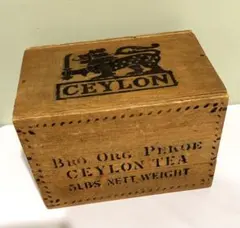 CEYLON
BRO ORG PEKOE
CEYLON TEA
5LBS NETT WEIGHT